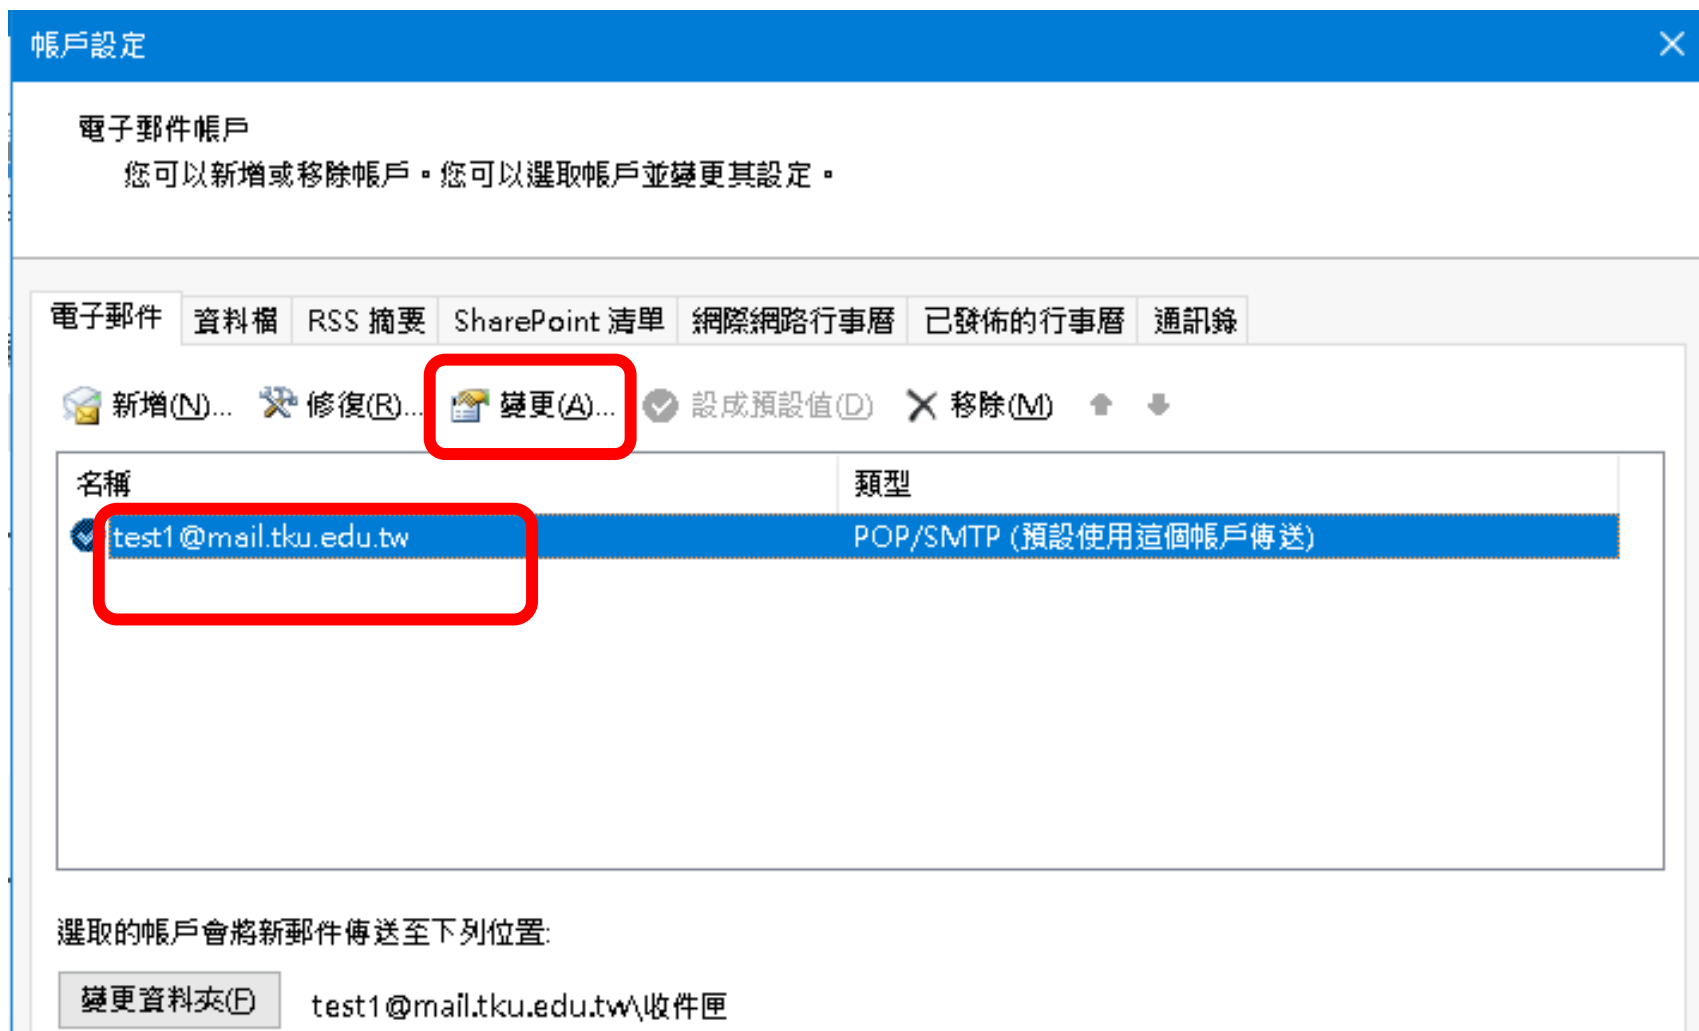 帳戶設定
電子郵件帳戶
您可以新增或移除帳戶。您可以選取帳戶並變更其設定。
電子郵件 資料檔 RSS 摘要 SharePoint 清單 網際網路行事曆 已發佈的行事曆 通訊錄
新增(N)... 修復(R)... 變更(A)... 設成預設值(D) 移除(M)
名稱 類型
test1@mail.tku.edu.tw POP/SMTP (預設使用這個帳戶傳送)
選取的帳戶會將新郵件傳送至下列位置:
變更資料夾(F) test1@mail.tku.edu.tw\收件匣